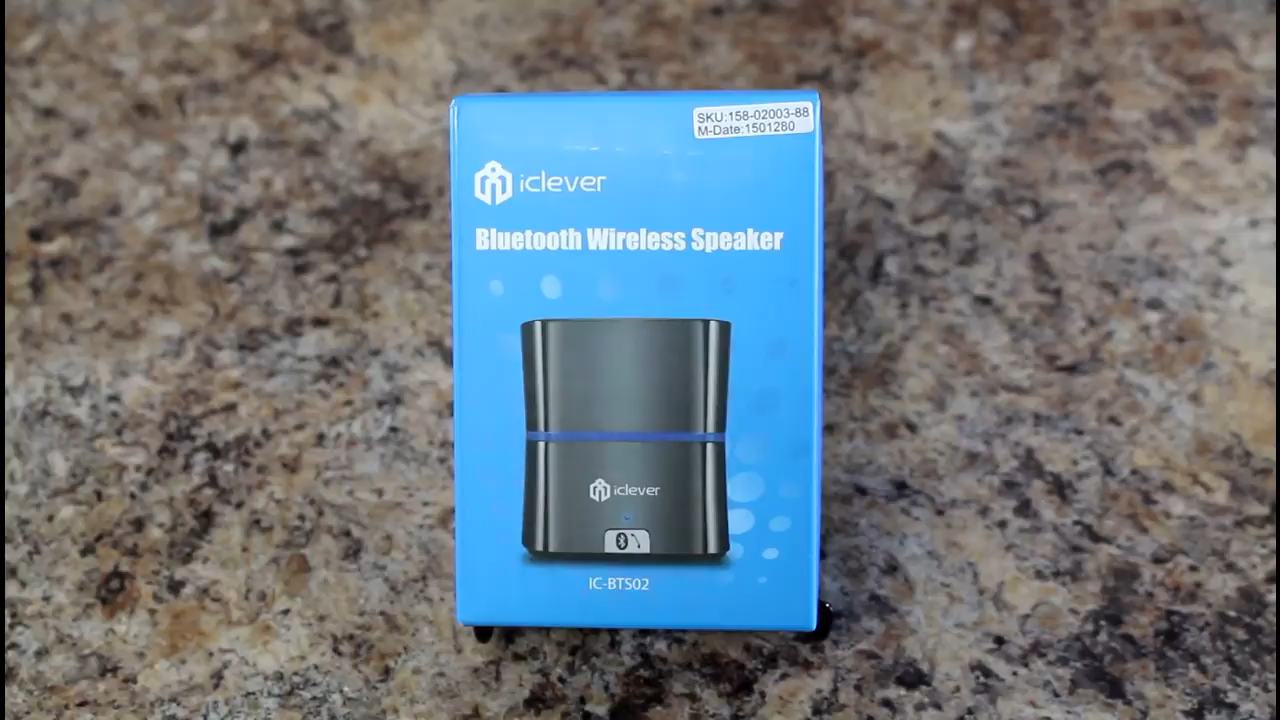 SKU:158-02003-88
M-Date:1501280
iclever
Bluetooth Wireless Speaker
iclever
IC-BTS02